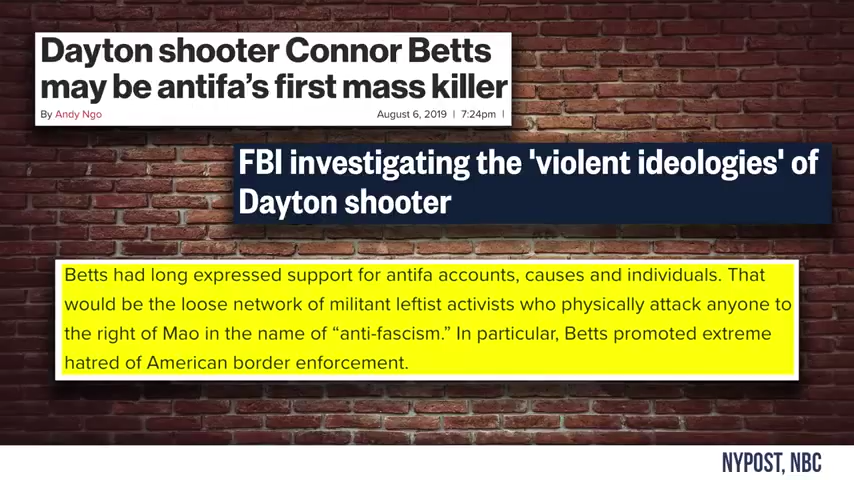 Dayton shooter Connor Betts
may be antifa's first mass killer
By Andy Ngo August 6, 2019 | 7:24pm |
FBI investigating the 'violent ideologies' of
Dayton shooter
Betts had long expressed support for antifa accounts, causes and individuals. That
would be the loose network of militant leftist activists who physically attack anyone to
the right of Mao in the name of “anti-fascism.” In particular, Betts promoted extreme
hatred of American border enforcement.
NYPOST, NBC